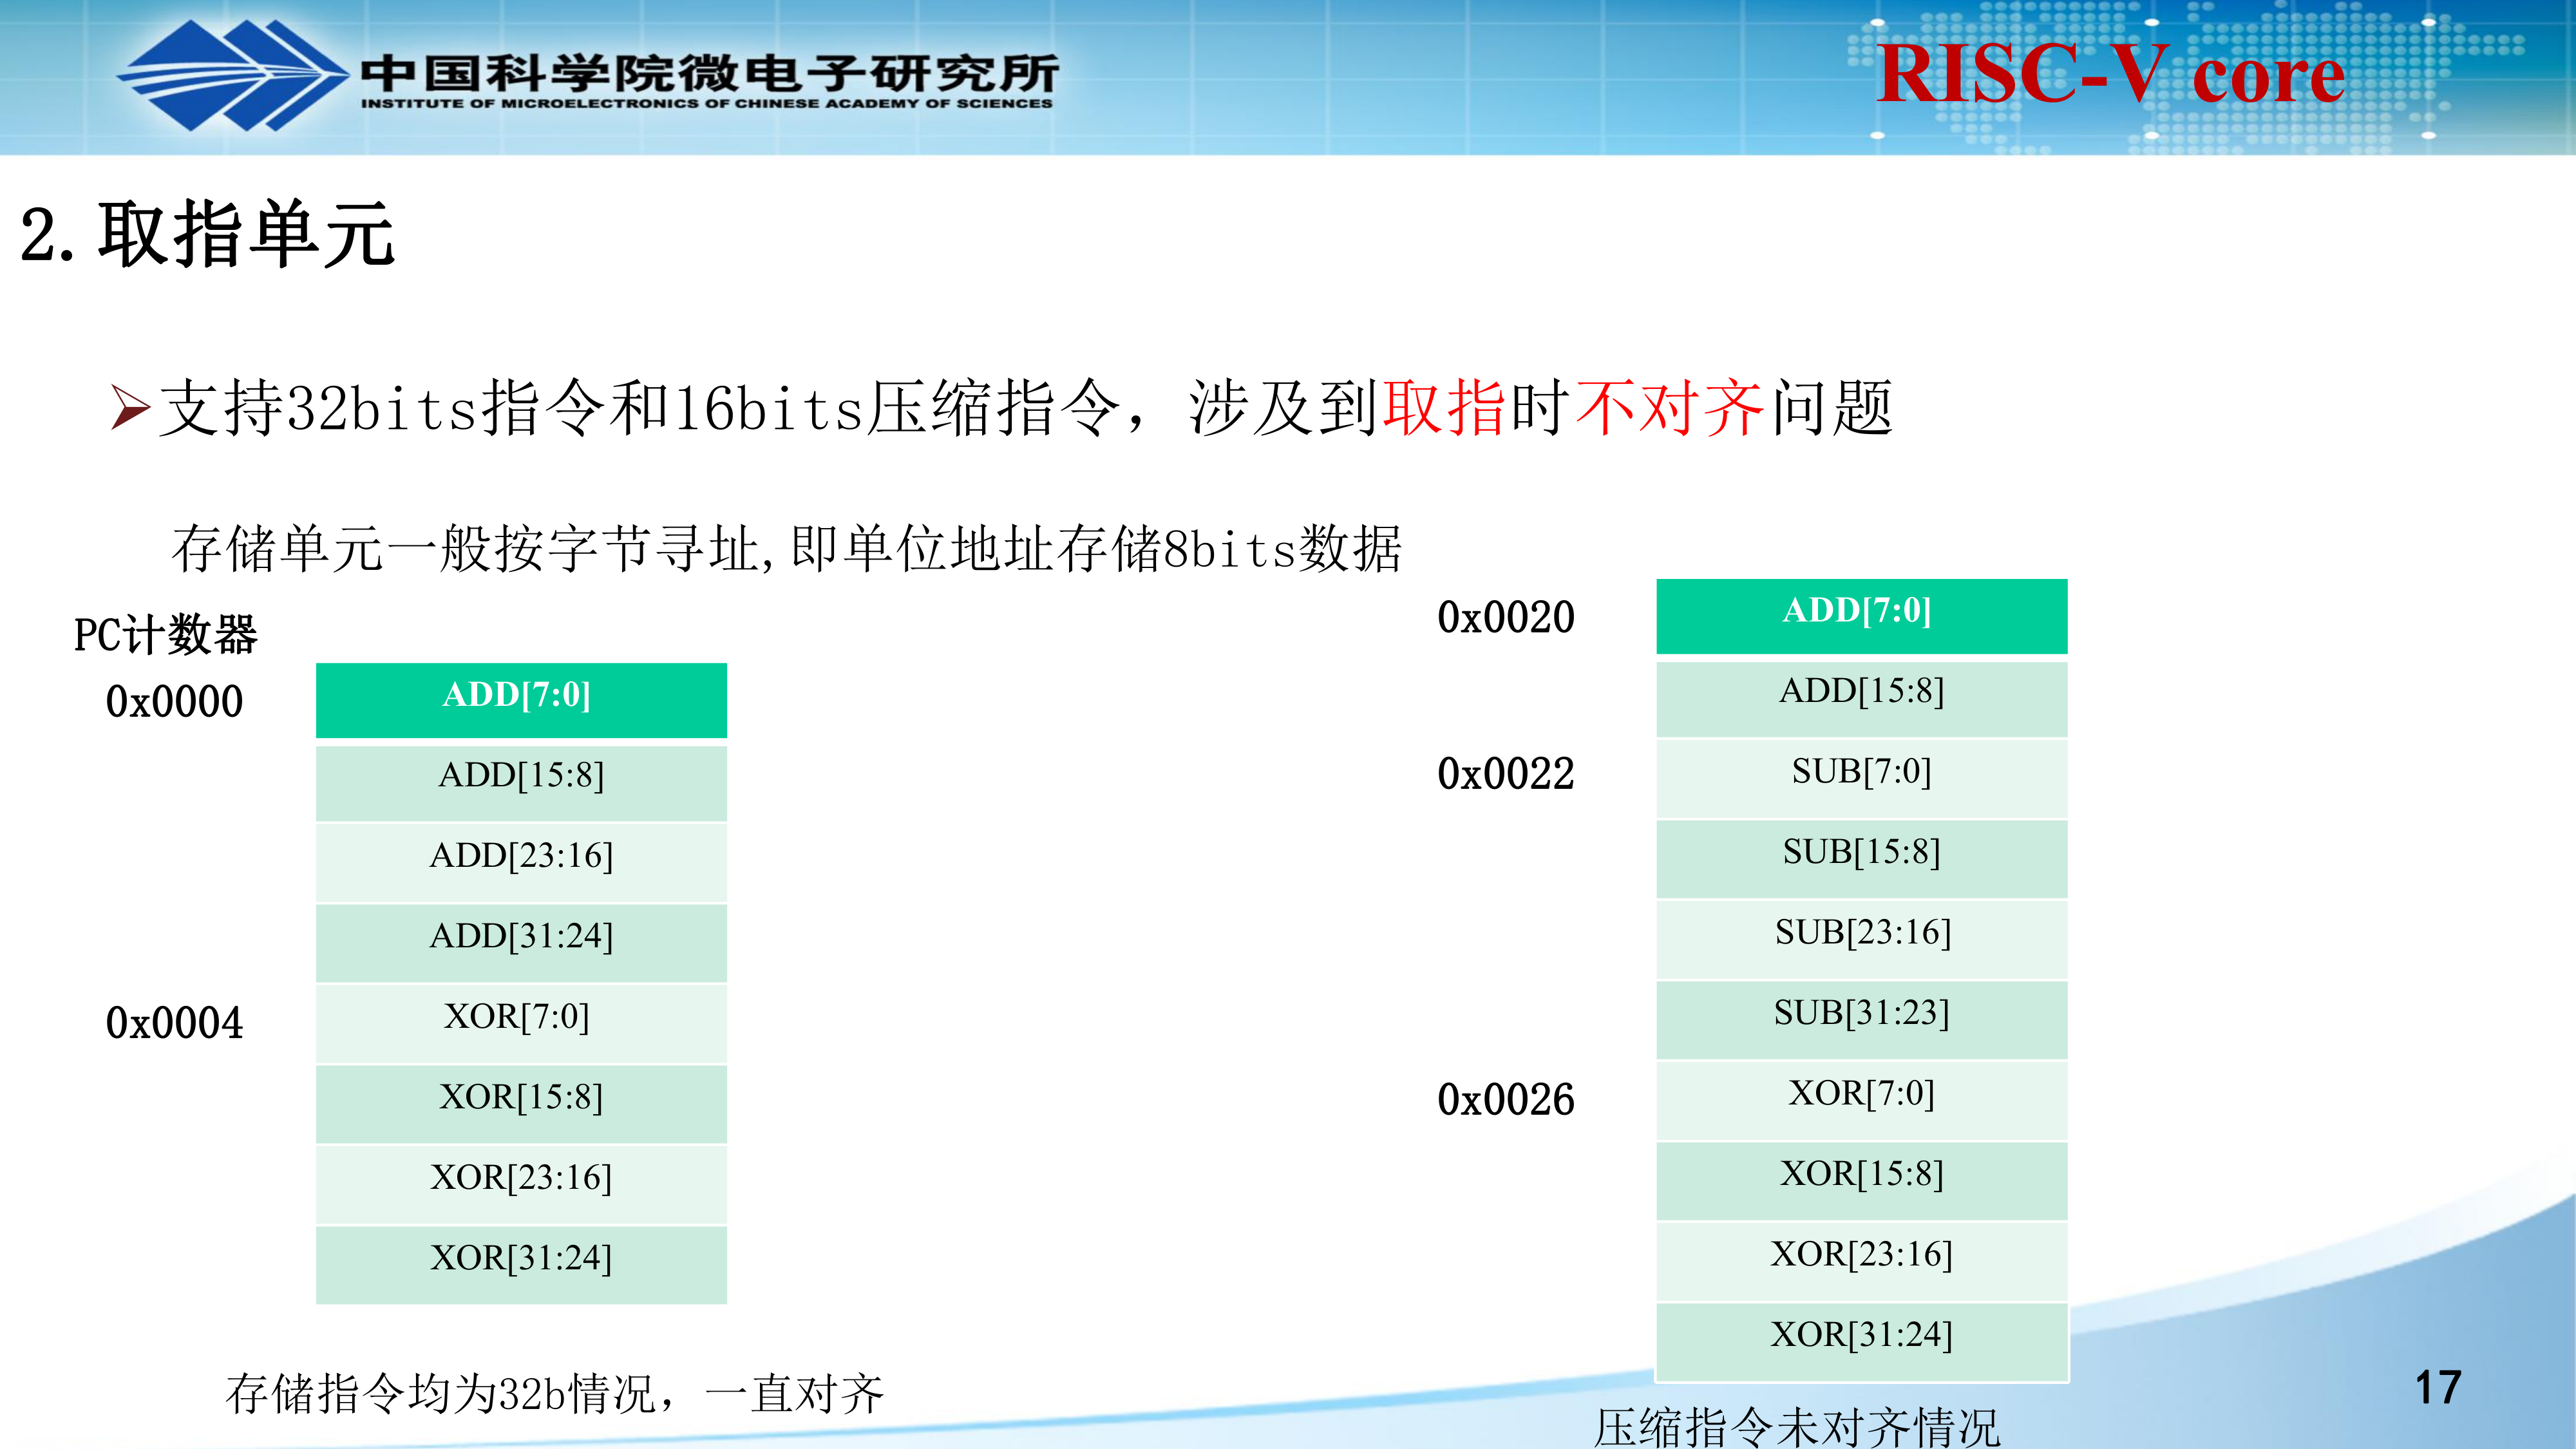 中国科学院微电子研究所
INSTITUTE OF MICROELECTRONICS OF CHINESE ACADEMY OF SCIENCES
RISC-V core
2.取指单元
支持32bits指令和16bits压缩指令，涉及到取指时不对齐问题
存储单元一般按字节寻址,即单位地址存储8bits数据
PC计数器
0x0000
ADD[7:0]
ADD[15:8]
ADD[23:16]
ADD[31:24]
0x0004
XOR[7:0]
XOR[15:8]
XOR[23:16]
XOR[31:24]
存储指令均为32b情况，一直对齐
0x0020
ADD[7:0]
ADD[15:8]
0x0022
SUB[7:0]
SUB[15:8]
SUB[23:16]
SUB[31:23]
0x0026
XOR[7:0]
XOR[15:8]
XOR[23:16]
XOR[31:24]
压缩指令未对齐情况
17